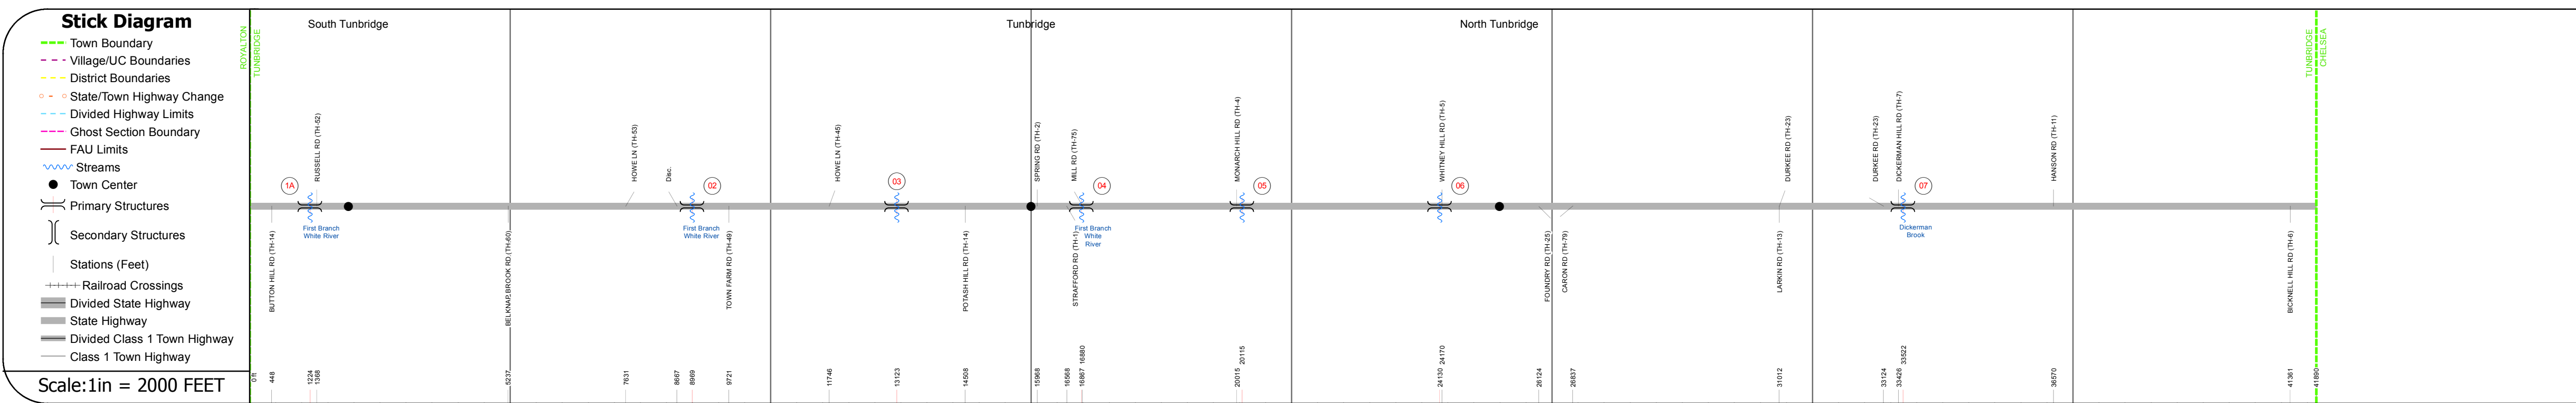 Stick Diagram
Town Boundary
Village/UC Boundaries
District Boundaries
State/Town Highway Change
Divided Highway Limits
Ghost Section Boundary
FAU Limits
Streams
Town Center
Primary Structures
Secondary Structures
Stations (Feet)
Railroad Crossings
Divided State Highway
State Highway
Divided Class 1 Town Highway
Class 1 Town Highway
Scale:1in = 2000 FEET
ROYALTON
TUNBRIDGE
South Tunbridge
Tunbridge
North Tunbridge
TUNBRIDGE
CHELSEA
RUSSELL RD (TH-52)
HOWE LN (TH-53)
Disc.
HOWE LN (TH-45)
SPRING RD (TH-2)
MILL RD (TH-75)
MONARCH HILL RD (TH-4)
WHITNEY HILL RD (TH-5)
DURKEE RD (TH-23)
DURKEE RD (TH-23)
DICKERMAN HILL RD (TH-7)
HANSON RD (TH-11)
1A
02
03
04
05
06
07
First Branch
White River
First Branch
White River
First Branch
White
River
Dickerman
Brook
BUTTON HILL RD (TH-14)
BELKNAP BROOK RD (TH-60)
TOWN FARM RD (TH-49)
POTASH HILL RD (TH-14)
STRAFFORD RD (TH-1)
FOUNDRY RD (TH-25)
CARON RD (TH-79)
LARKIN RD (TH-13)
BICKNELL HILL RD (TH-6)
0 ft
448
1224
1368
5237
7631
8667
8969
9721
11746
13123
14508
15968
16568
16867
16880
20015
20115
24130
24170
26124
26837
31012
33124
33426
33522
36570
41361
41890